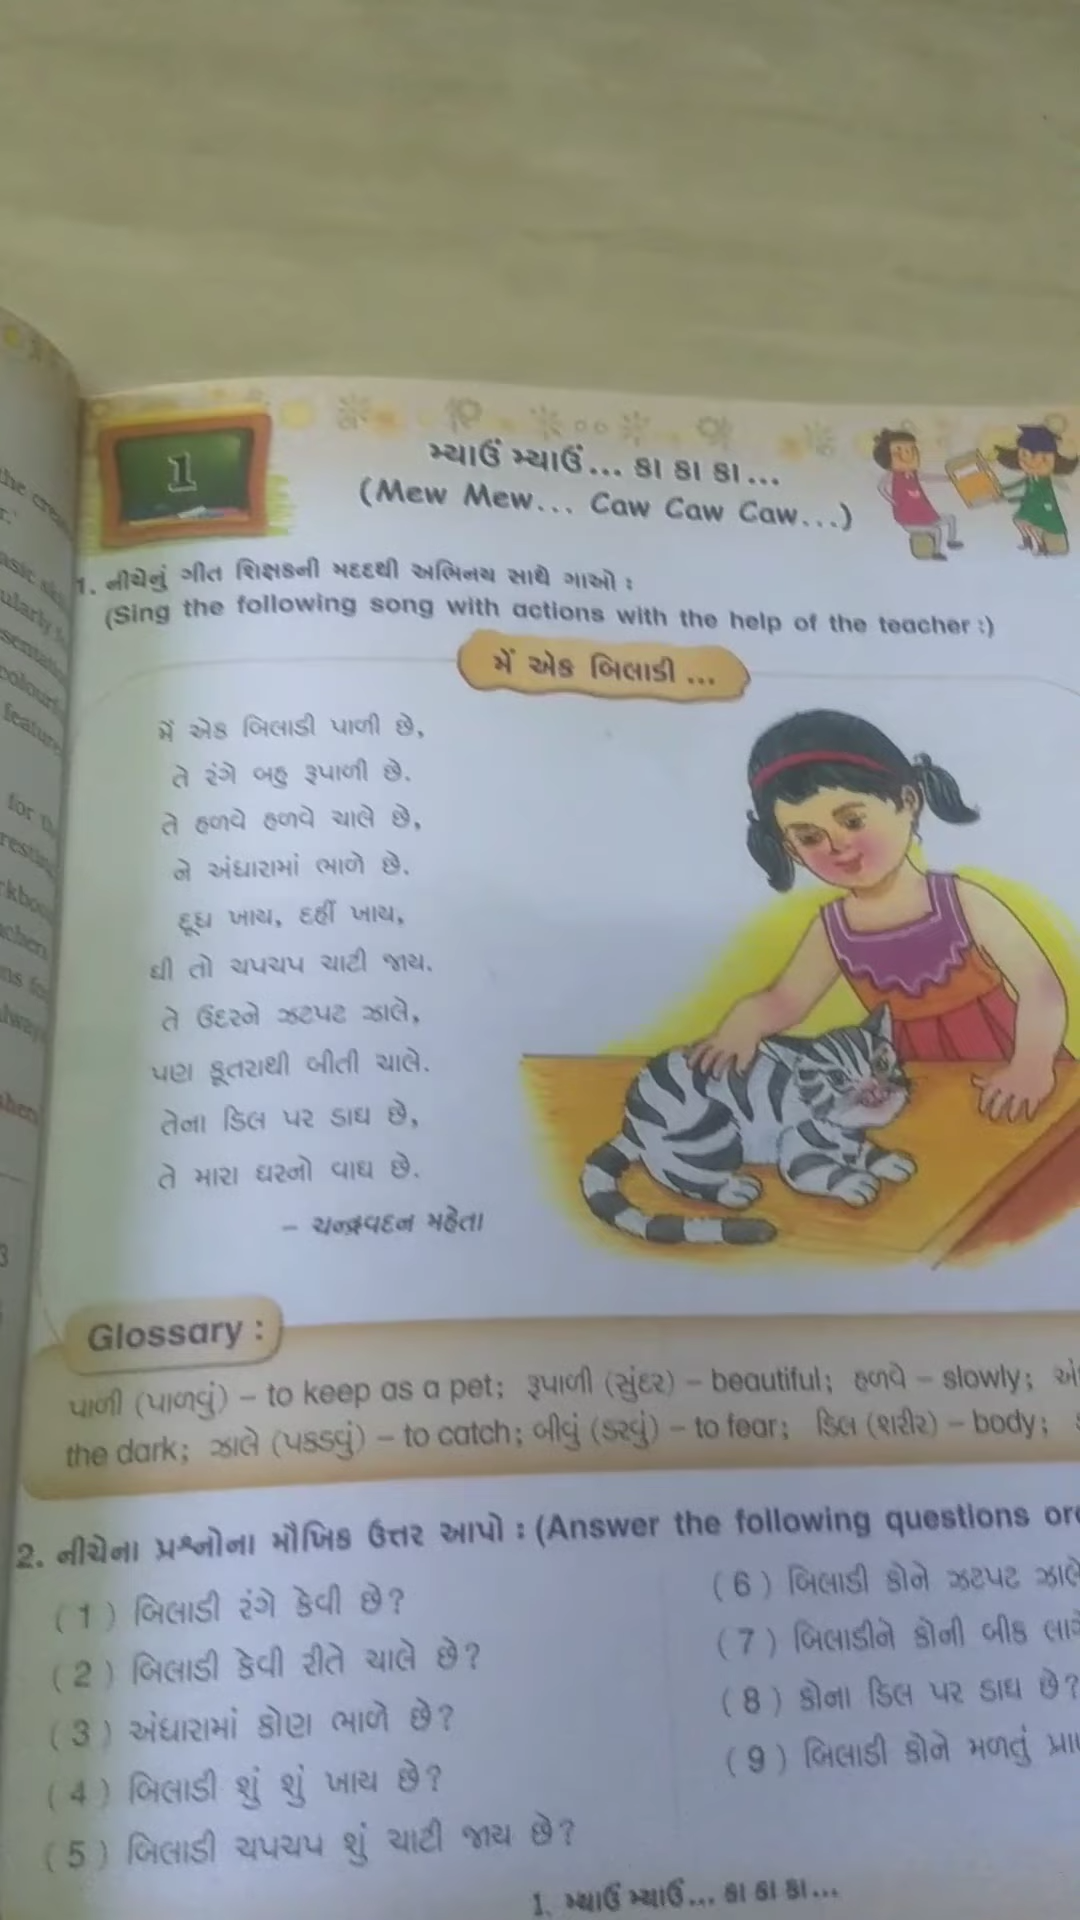 1
મ્યાઉં મ્યાઉં... કા કા કા...
(Mew Mew... Caw Caw Caw...)
1. નીચેનું ગીત શિક્ષકની મદદથી અભિનય સાથે ગાઓ :
(Sing the following song with actions with the help of the teacher :)
મેં એક બિલાડી ...
મેં એક બિલાડી પાળી છે,
તે રંગે બહુ રૂપાળી છે.
તે હળવે હળવે ચાલે છે,
ને અંધારામાં ભાળે છે.
દૂધ ખાય, દહીં ખાય,
ઘી તો ચપચપ ચાટી જાય.
તે ઉંદરને ઝટપટ ઝાલે,
પણ કૂતરાથી બીતી ચાલે.
તેના ડિલ પર ડાઘ છે,
તે મારા ઘરનો વાઘ છે.
– ચન્દ્રવદન મહેતા
Glossary :
પાળી (પાળવું) – to keep as a pet; રૂપાળી (સુંદર) – beautiful; હળવે – slowly;
the dark; ઝાલે (પકડવું) – to catch; બીવું (ડરવું) – to fear; ડિલ (શરીર) – body;
2. નીચેના પ્રશ્નોના મૌખિક ઉત્તર આપો : (Answer the following questions
(1) બિલાડી રંગે કેવી છે?
(2) બિલાડી કેવી રીતે ચાલે છે?
(3) અંધારામાં કોણ ભાળે છે?
(4) બિલાડી શું શું ખાય છે?
(5) બિલાડી ચપચપ શું ચાટી જાય છે?
(6) બિલાડી કોને ઝટપટ ઝાલે
(7) બિલાડીને કોની બીક
(8) કોના ડિલ પર ડાઘ છે?
(9) બિલાડી કોને મળતું
1. મ્યાઉં મ્યાઉં... કા કા કા...